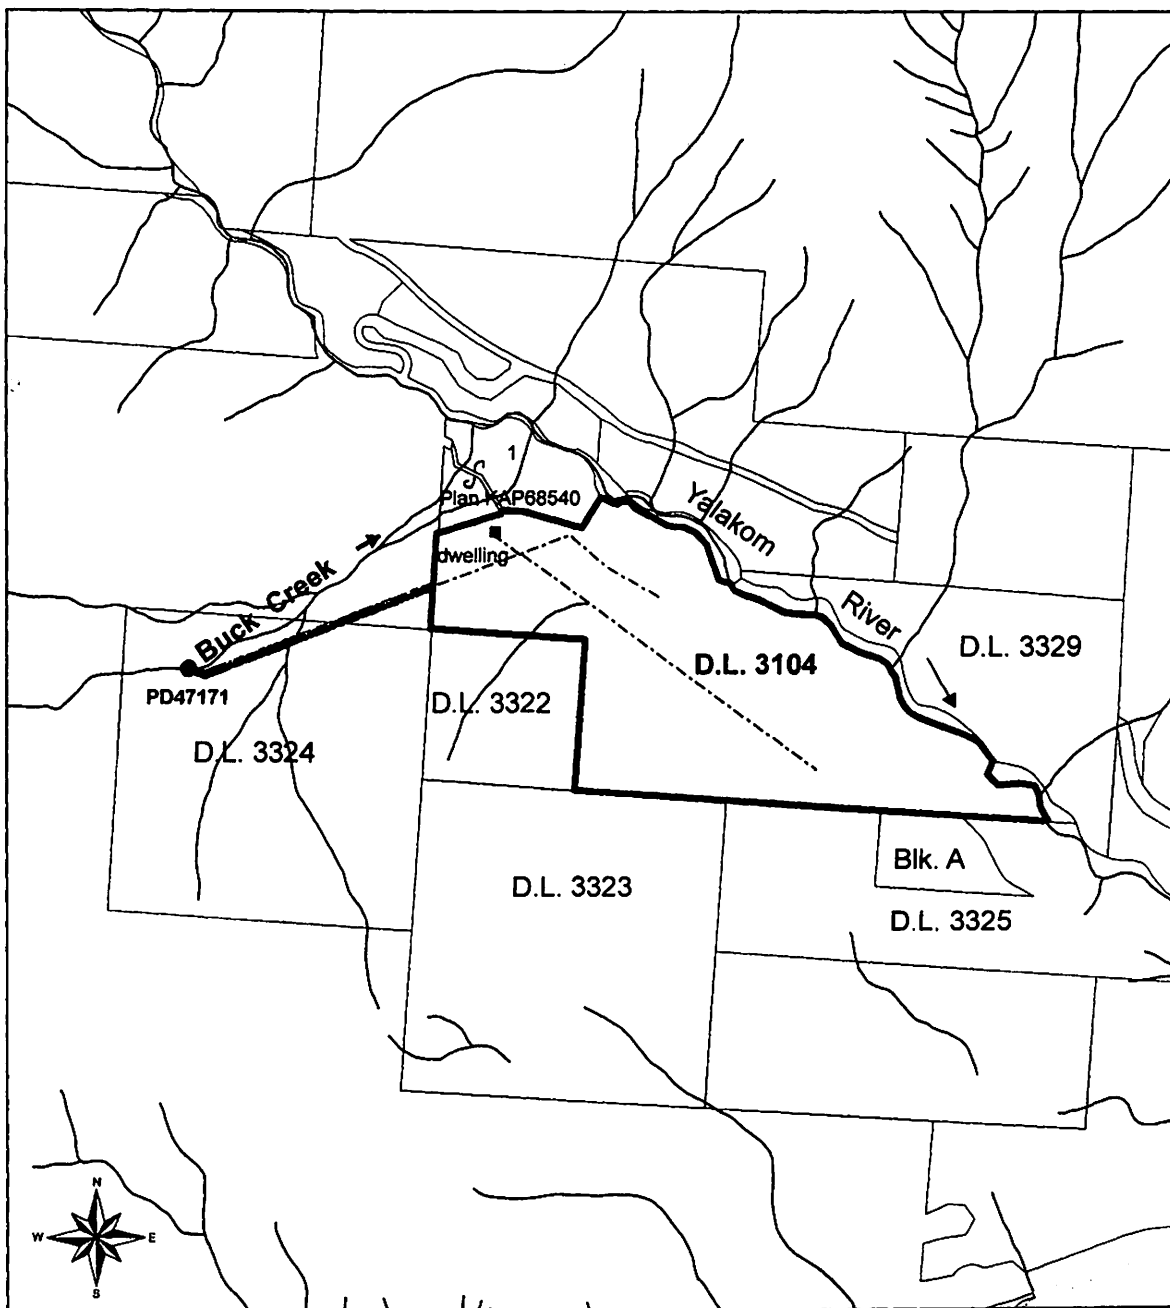 1
Plan KAP68540
dwelling
Yalakom
River
Buck Creek
PD47171
D.L. 3104
D.L. 3329
D.L. 3322
D.L. 3324
D.L. 3323
Blk. A
D.L. 3325
N
W E
S